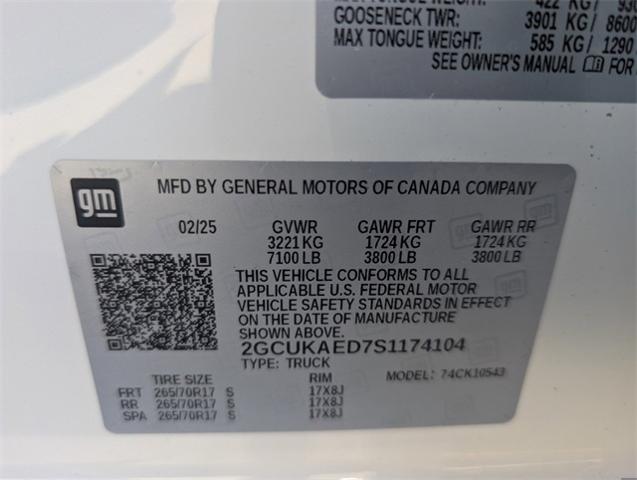 422 KG/
GOOSENECK TWR: 3901 KG / 8600
MAX TONGUE WEIGHT: 585 KG / 1290
SEE OWNER'S MANUAL FOR
gm
MFD BY GENERAL MOTORS OF CANADA COMPANY
02/25 GVWR GAWR FRT GAWR RR
3221 KG 1724 KG 1724 KG
7100 LB 3800 LB 3800 LB
THIS VEHICLE CONFORMS TO ALL
APPLICABLE U.S. FEDERAL MOTOR
VEHICLE SAFETY STANDARDS IN EFFECT
ON THE DATE OF MANUFACTURE
SHOWN ABOVE.
2GCUKAED7S1174104
TYPE: TRUCK MODEL: 74CK10543
TIRE SIZE RIM
FRT 265/70R17 S 17X8J
RR 265/70R17 S 17X8J
SPA 265/70R17 S 17X8J